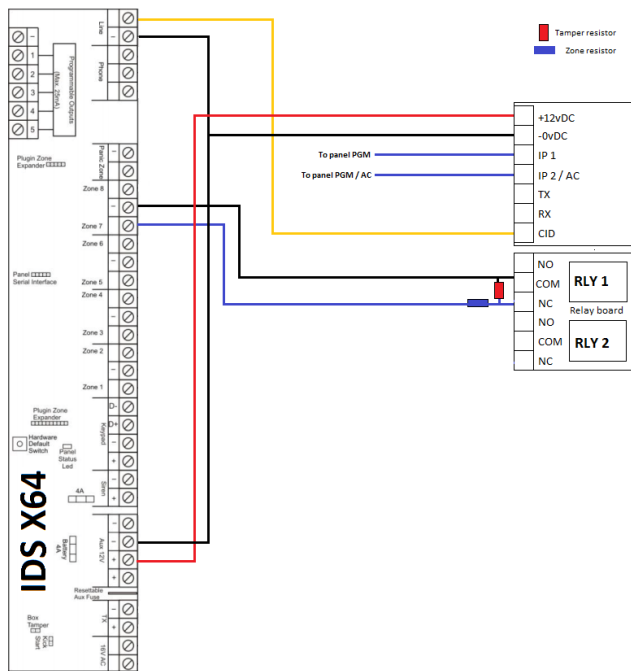 Line
–
–
1
2
3
4
5
Programmable Outputs
(Max. 25mA)
Phone
Plugin Zone
Expander
Panic Zone
–
Zone 8
–
Zone 7
Zone 6
–
Panel
Serial Interface
Zone 5
Zone 4
–
Zone 3
Zone 2
–
Zone 1
Plugin Zone
Expander
D-
D+
–
+
Keypad
Hardware
Default
Switch
Panel
Status
Led
4A
Siren
–
+
IDS X64
Battery
4A
Aux 12V
–
–
+
+
Resettable
Aux Fuse
TX
–
+
Box
Tamper
Kick
Start
16V AC
Tamper resistor
Zone resistor
+12vDC
-0vDC
To panel PGM
IP 1
To panel PGM / AC
IP 2 / AC
TX
RX
CID
NO
COM
NC
RLY 1
Relay board
NO
COM
NC
RLY 2